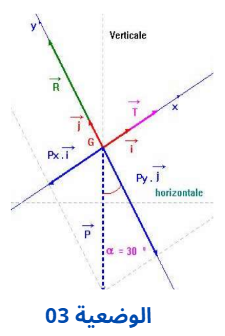 y
Verticale
R
T
x
j
G
i
Px . i
Py . j
horizontale
P
α = 30 °
الوضعية 03